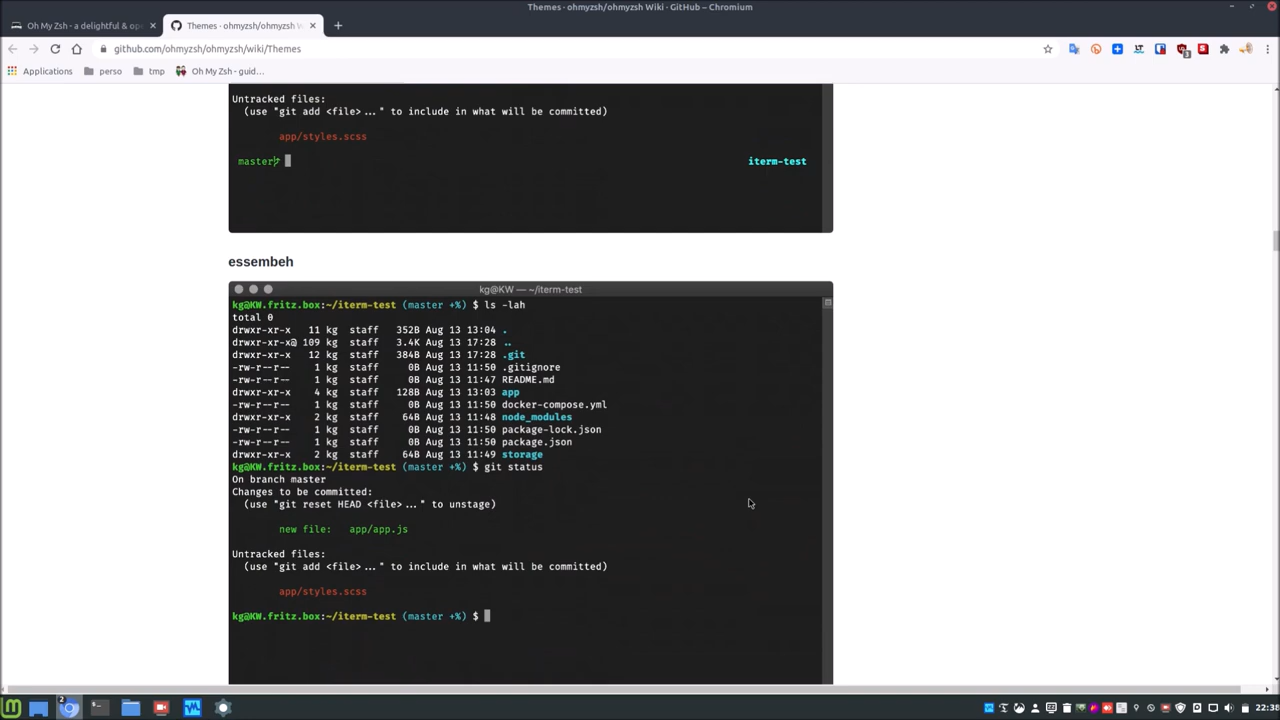 Themes · ohmyzsh/ohmyzsh Wiki · GitHub – Chromium
Oh My Zsh - a delightful & op
Themes · ohmyzsh/ohmyzsh W
github.com/ohmyzsh/ohmyzsh/wiki/Themes
Applications
perso
tmp
Oh My Zsh - guid…
Untracked files:
(use "git add <file>..." to include in what will be committed)
app/styles.scss
master
iterm-test
essembeh
kg@KW — ~/iterm-test
kg@KW.fritz.box:~/iterm-test (master +%) $ ls -lah
total 0
drwxr-xr-x 11 kg staff 352B Aug 13 13:04 .
drwxr-xr-x@ 109 kg staff 3.4K Aug 13 17:28 ..
drwxr-xr-x 12 kg staff 384B Aug 13 17:28 .git
-rw-r--r-- 1 kg staff 0B Aug 13 11:50 .gitignore
-rw-r--r-- 1 kg staff 0B Aug 13 11:47 README.md
drwxr-xr-x 4 kg staff 128B Aug 13 13:03 app
-rw-r--r-- 1 kg staff 0B Aug 13 11:50 docker-compose.yml
drwxr-xr-x 2 kg staff 64B Aug 13 11:48 node_modules
-rw-r--r-- 1 kg staff 0B Aug 13 11:50 package-lock.json
-rw-r--r-- 1 kg staff 0B Aug 13 11:50 package.json
drwxr-xr-x 2 kg staff 64B Aug 13 11:49 storage
kg@KW.fritz.box:~/iterm-test (master +%) $ git status
On branch master
Changes to be committed:
(use "git reset HEAD <file>..." to unstage)
new file: app/app.js
Untracked files:
(use "git add <file>..." to include in what will be committed)
app/styles.scss
kg@KW.fritz.box:~/iterm-test (master +%) $
2
22:38